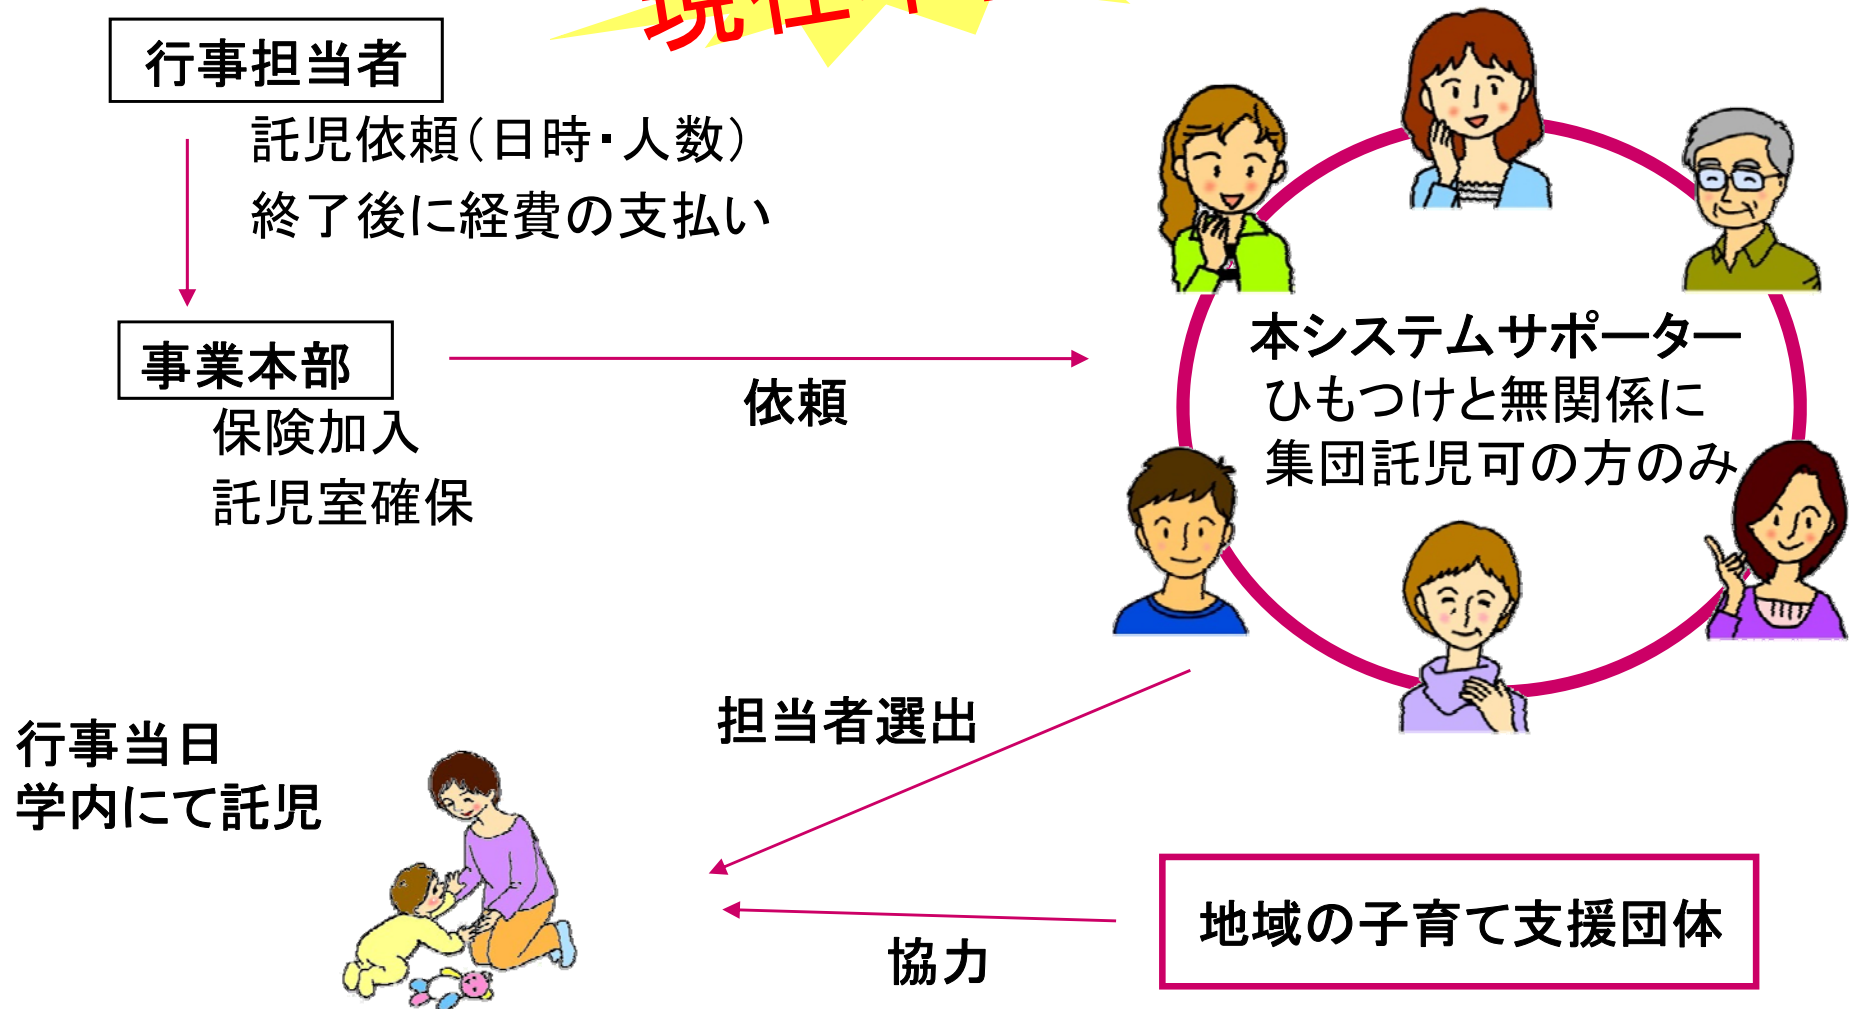 現在
行事担当者
託児依頼（日時・人数）
終了後に経費の支払い
事業本部
保険加入
託児室確保
依頼
本システムサポーター
ひもつけと無関係に
集団託児可の方のみ
担当者選出
行事当日
学内にて託児
地域の子育て支援団体
協力